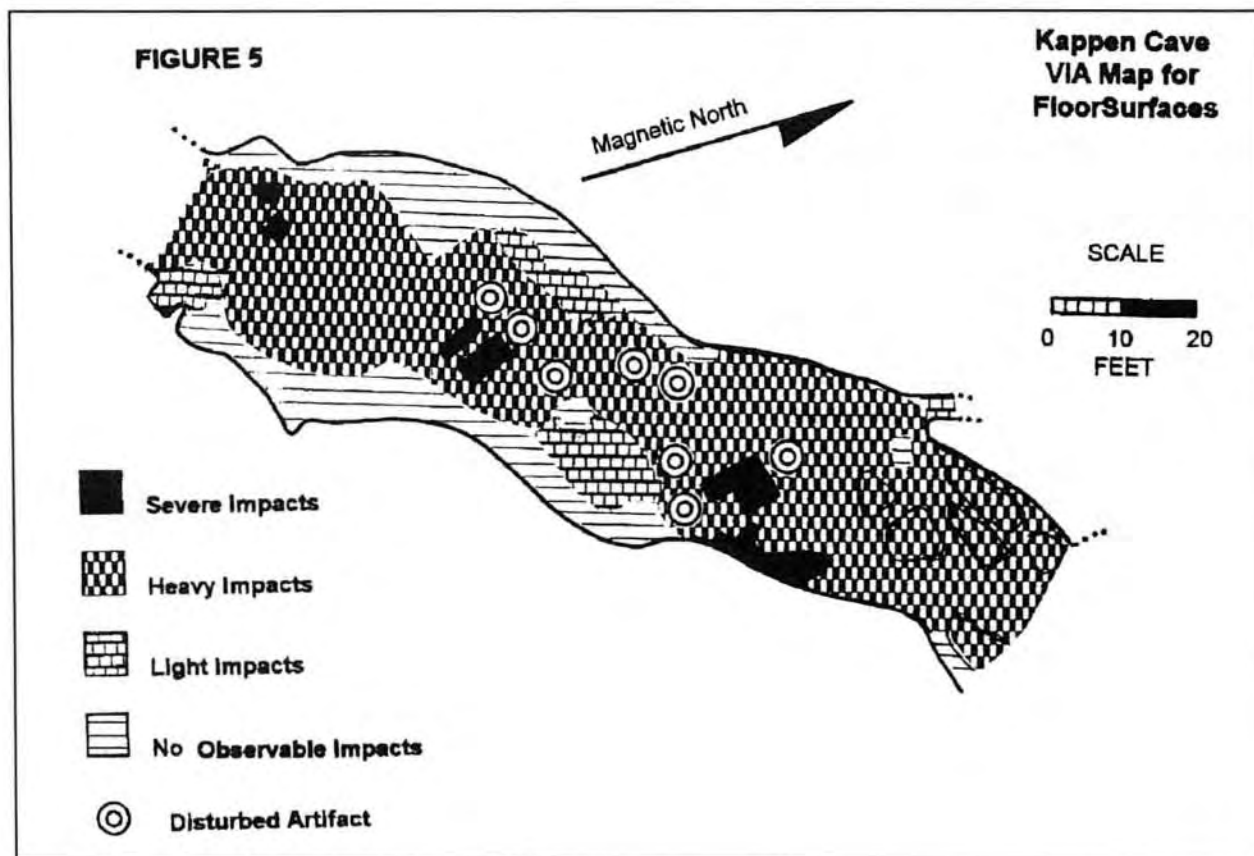 FIGURE 5
Kappen Cave
VIA Map for
FloorSurfaces
Magnetic North
SCALE
0 10 20
FEET
Severe Impacts
Heavy Impacts
Light Impacts
No Observable Impacts
Disturbed Artifact